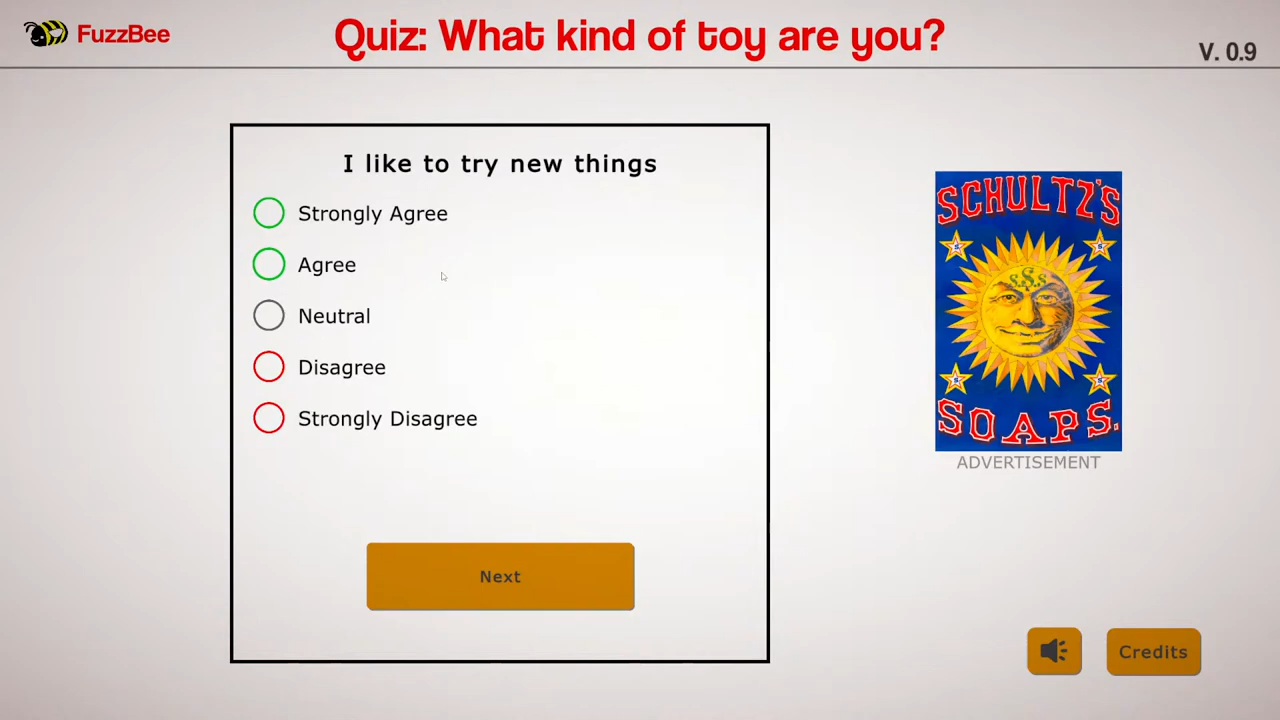 FuzzBee
Quiz: What kind of toy are you?
V. 0.9
I like to try new things
Strongly Agree
Agree
Neutral
Disagree
Strongly Disagree
Next
SCHULTZ'S
S.S.S
S
S
S
S
SOAPS.
ADVERTISEMENT
Credits